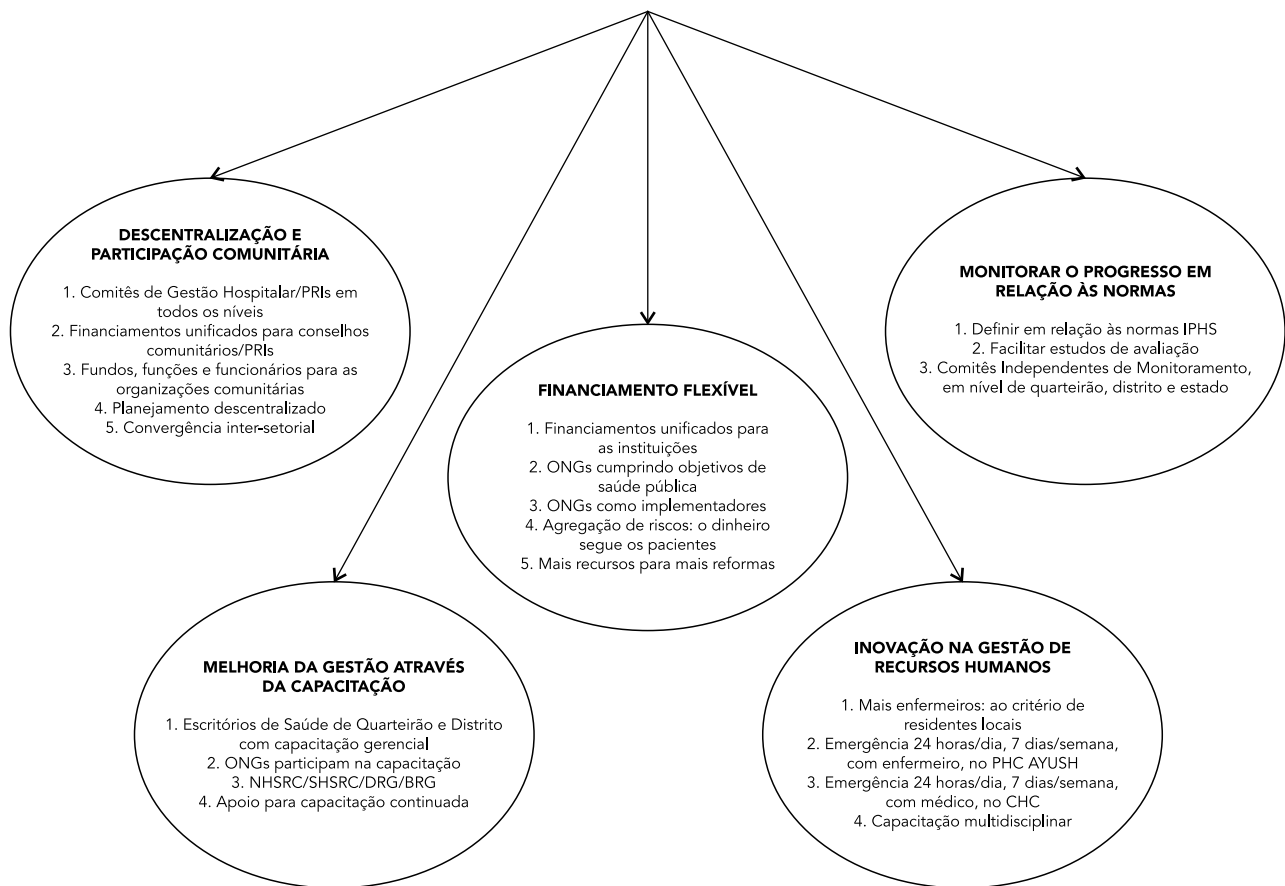 DESCENTRALIZAÇÃO E
PARTICIPAÇÃO COMUNITÁRIA
1. Comitês de Gestão Hospitalar/PRIs em
todos os níveis
2. Financiamentos unificados para conselhos
comunitários/PRIs
3. Fundos, funções e funcionários para as
organizações comunitárias
4. Planejamento descentralizado
5. Convergência inter-setorial
MONITORAR O PROGRESSO EM
RELAÇÃO ÀS NORMAS
1. Definir em relação às normas IPHS
2. Facilitar estudos de avaliação
3. Comitês Independentes de Monitoramento,
em nível de quarteirão, distrito e estado
FINANCIAMENTO FLEXÍVEL
1. Financiamentos unificados para
as instituições
2. ONGs cumprindo objetivos de
saúde pública
3. ONGs como implementadores
4. Agregação de riscos: o dinheiro
segue os pacientes
5. Mais recursos para mais reformas
MELHORIA DA GESTÃO ATRAVÉS
DA CAPACITAÇÃO
1. Escritórios de Saúde de Quarteirão e Distrito
com capacitação gerencial
2. ONGs participam na capacitação
3. NHSRC/SHSRC/DRG/BRG
4. Apoio para capacitação continuada
INOVAÇÃO NA GESTÃO DE
RECURSOS HUMANOS
1. Mais enfermeiros: ao critério de
residentes locais
2. Emergência 24 horas/dia, 7 dias/semana,
com enfermeiro, no PHC AYUSH
3. Emergência 24 horas/dia, 7 dias/semana,
com médico, no CHC
4. Capacitação multidisciplinar